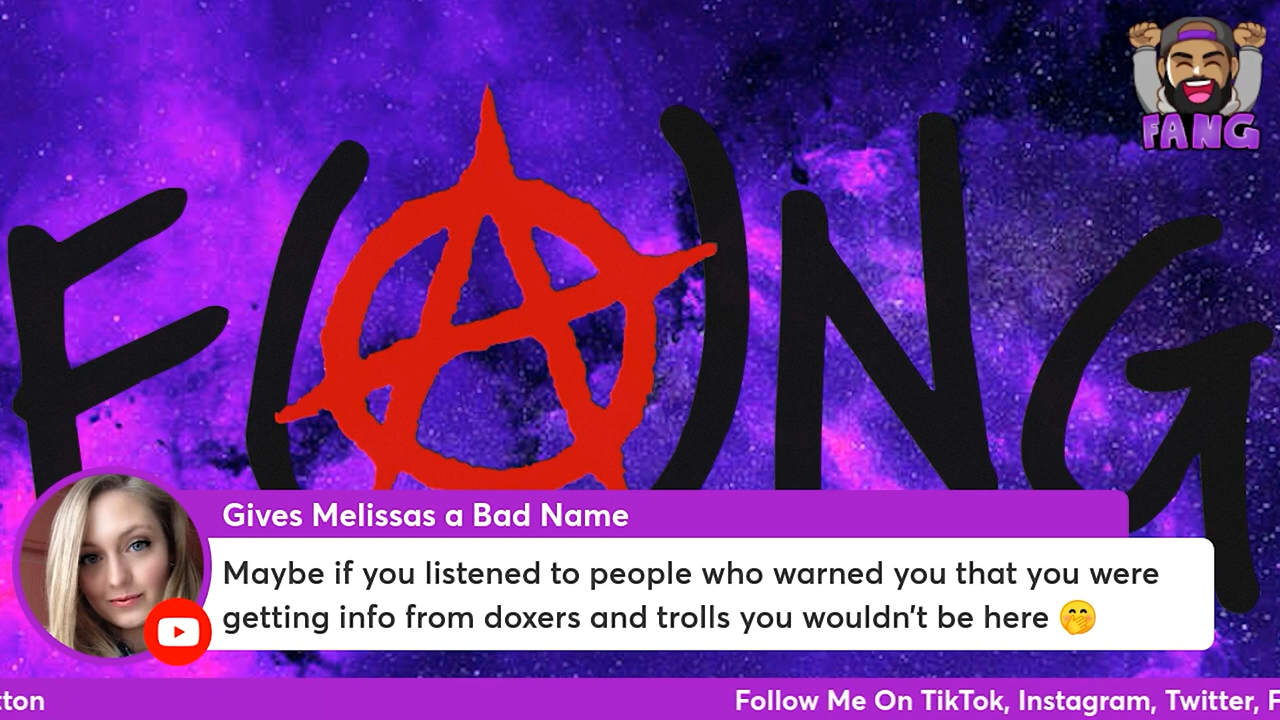 FANG
F(A)NG
Gives Melissas a Bad Name
Maybe if you listened to people who warned you that you were
getting info from doxers and trolls you wouldn't be here 🤭
Follow Me On TikTok, Instagram, Twitter,